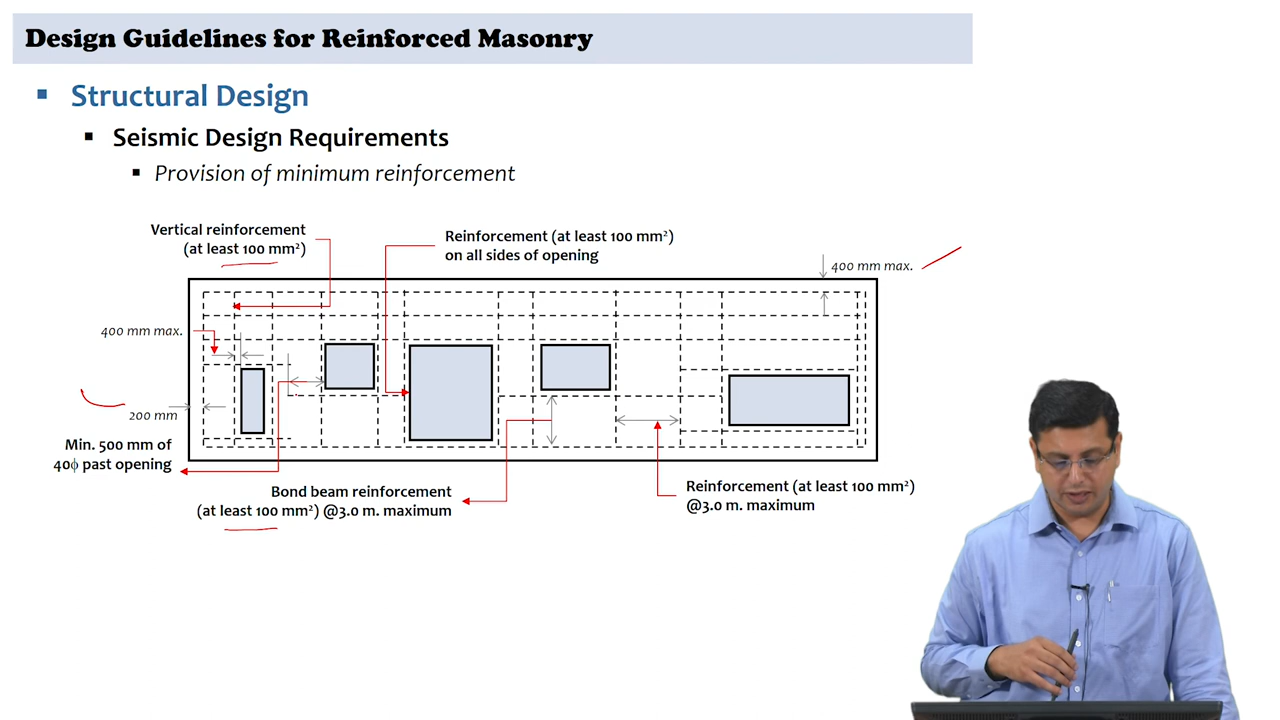 Design Guidelines for Reinforced Masonry
▪ Structural Design
▪ Seismic Design Requirements
▪ Provision of minimum reinforcement
Vertical reinforcement
(at least 100 mm²)
Reinforcement (at least 100 mm²)
on all sides of opening
400 mm max.
400 mm max.
200 mm
Min. 500 mm of
40ϕ past opening
Bond beam reinforcement
(at least 100 mm²) @3.0 m. maximum
Reinforcement (at least 100 mm²)
@3.0 m. maximum